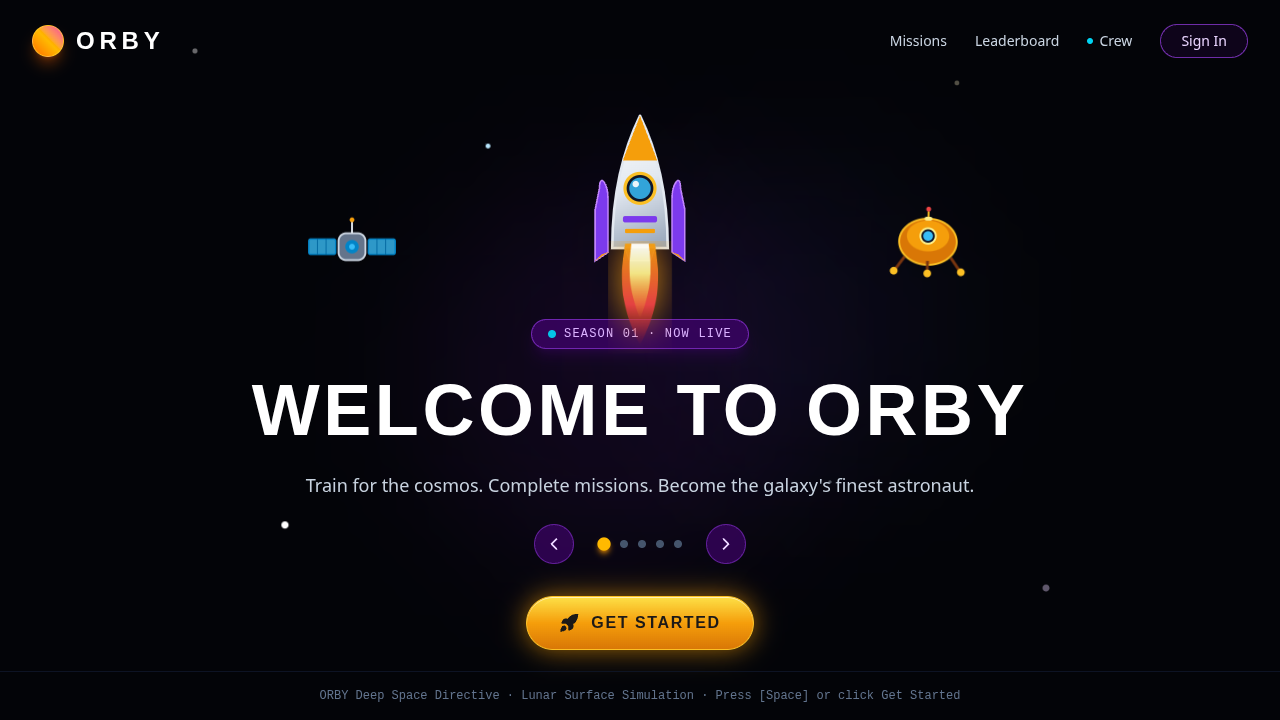 ORBY
Missions
Leaderboard
Crew
Sign In
SEASON 01 · NOW LIVE
WELCOME TO ORBY
Train for the cosmos. Complete missions. Become the galaxy's finest astronaut.
GET STARTED
ORBY Deep Space Directive · Lunar Surface Simulation · Press [Space] or click Get Started